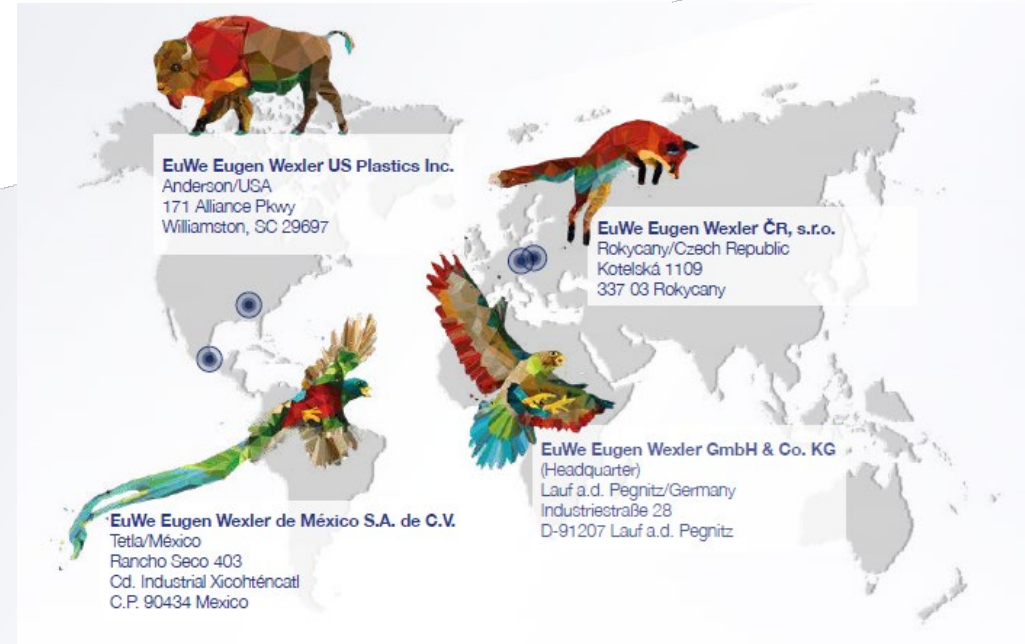 EuWe Eugen Wexler US Plastics Inc.
Anderson/USA
171 Alliance Pkwy
Williamston, SC 29697
EuWe Eugen Wexler ČR, s.r.o.
Rokycany/Czech Republic
Kotelská 1109
337 03 Rokycany
EuWe Eugen Wexler GmbH & Co. KG
(Headquarter)
Lauf a.d. Pegnitz/Germany
Industriestraße 28
D-91207 Lauf a.d. Pegnitz
EuWe Eugen Wexler de México S.A. de C.V.
Tetla/México
Rancho Seco 403
Cd. Industrial Xicohténcatl
C.P. 90434 Mexico